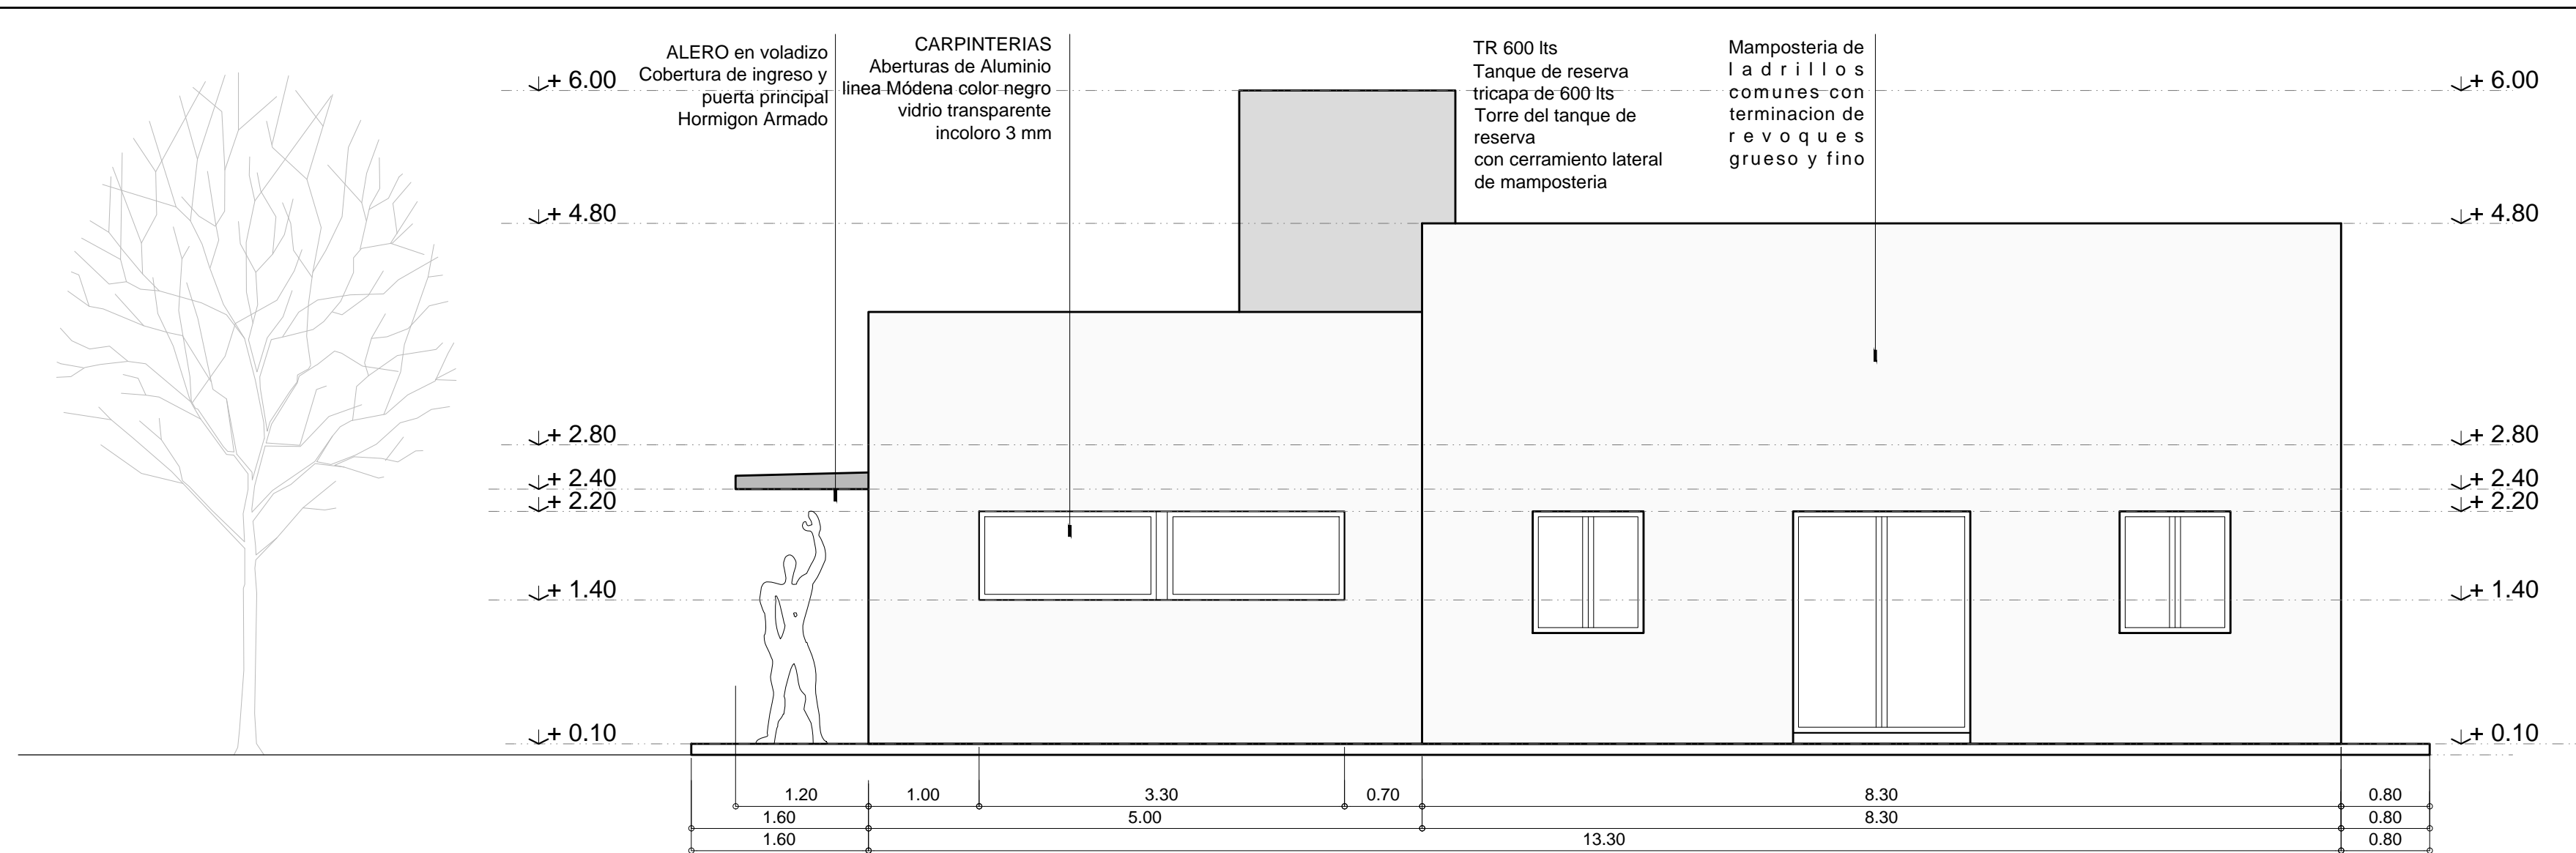 ALERO en voladizo
Cobertura de ingreso y
puerta principal
Hormigon Armado
CARPINTERIAS
Aberturas de Aluminio
linea Módena color negro
vidrio transparente
incoloro 3 mm
TR 600 lts
Tanque de reserva
tricapa de 600 lts
Torre del tanque de
reserva
con cerramiento lateral
de mamposteria
Mamposteria de
ladrillos
comunes con
terminacion de
revoques
grueso y fino
+ 6.00
+ 4.80
+ 2.80
+ 2.40
+ 2.20
+ 1.40
+ 0.10
+ 6.00
+ 4.80
+ 2.80
+ 2.40
+ 2.20
+ 1.40
+ 0.10
1.20 1.00 3.30 0.70 8.30 0.80
1.60 5.00 8.30 0.80
1.60 13.30 0.80